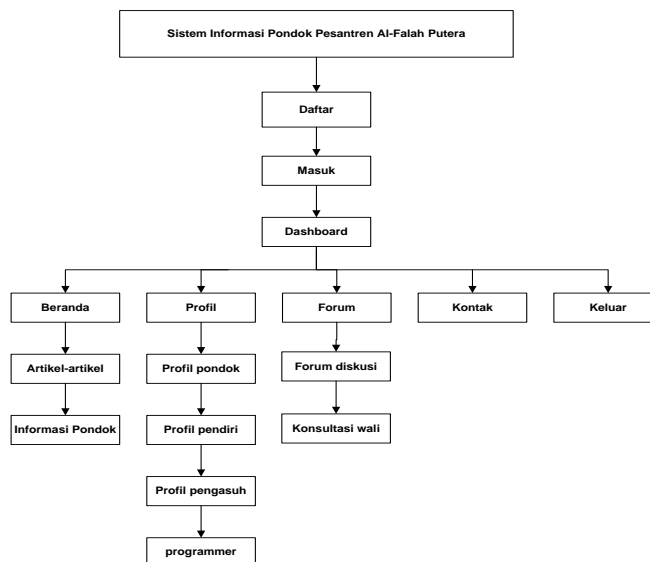 Sistem Informasi Pondok Pesantren Al-Falah Putera
Daftar
Masuk
Dashboard
Beranda
Profil
Forum
Kontak
Keluar
Artikel-artikel
Profil pondok
Forum diskusi
Informasi Pondok
Profil pendiri
Konsultasi wali
Profil pengasuh
programmer